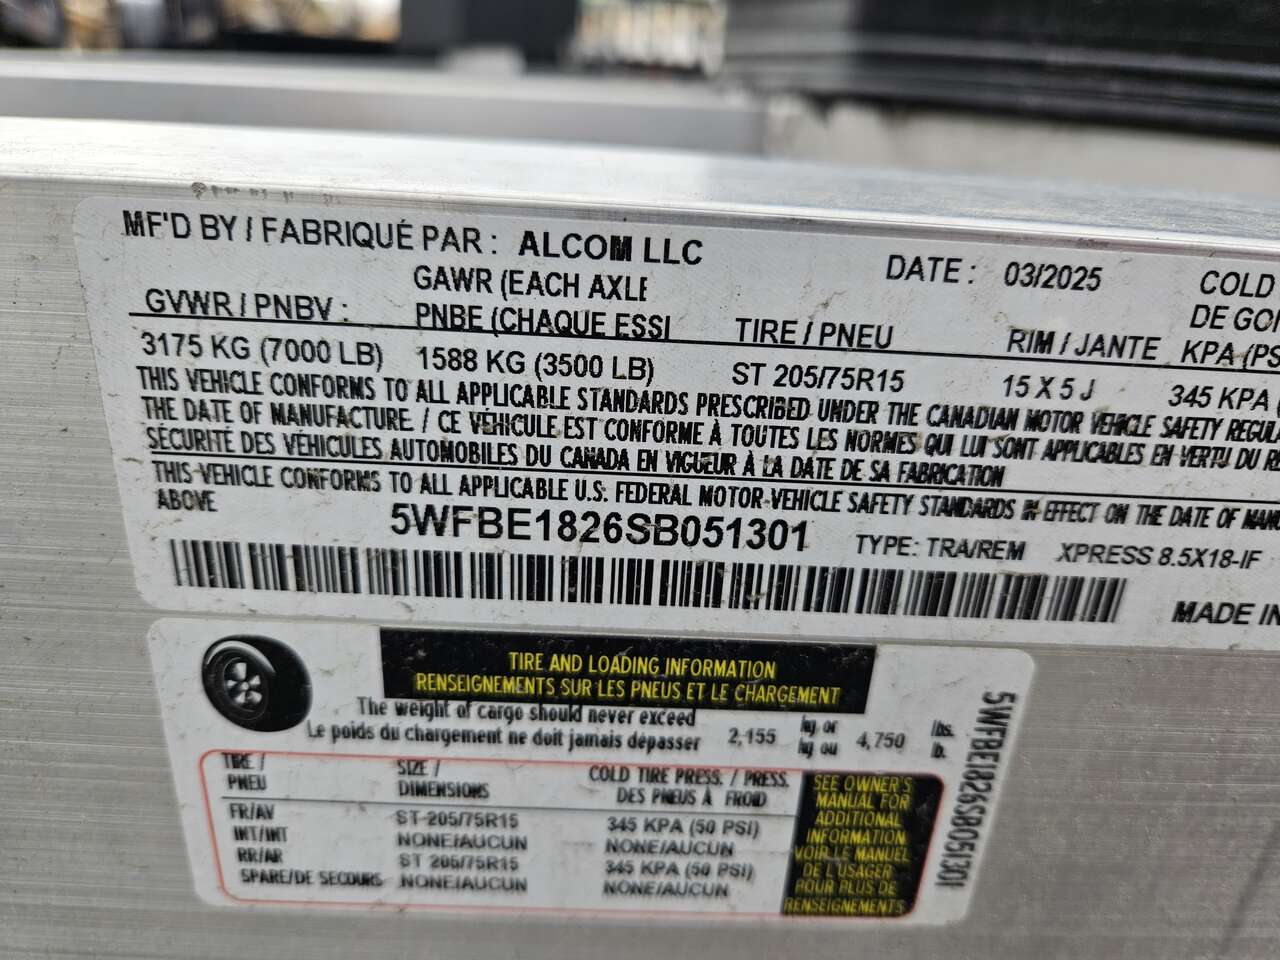 MF'D BY / FABRIQUÉ PAR : ALCOM LLC DATE : 03/2025 COLD
GVWR / PNBV : GAWR (EACH AXLE
PNBE (CHAQUE ESSI TIRE / PNEU RIM / JANTE DE GO
KPA (PS
3175 KG (7000 LB) 1588 KG (3500 LB) ST 205/75R15 15 X 5 J 345 KPA
THIS VEHICLE CONFORMS TO ALL APPLICABLE STANDARDS PRESCRIBED UNDER THE CANADIAN MOTOR VEHICLE SAFETY REGUL
THE DATE OF MANUFACTURE / CE VÉHICULE EST CONFORME À TOUTES LES NORMES QUI LUI SONT APPLICABLES EN VERTU DU R
SÉCURITÉ DES VÉHICULES AUTOMOBILES DU CANADA EN VIGUEUR À LA DATE DE SA FABRICATION
THIS VEHICLE CONFORMS TO ALL APPLICABLE U.S. FEDERAL MOTOR VEHICLE SAFETY STANDARDS IN EFFECT ON THE DATE OF MAN
ABOVE
5WFBE1826SB051301 TYPE: TRA/REM XPRESS 8.5X18-IF
MADE IN
TIRE AND LOADING INFORMATION
RENSEIGNEMENTS SUR LES PNEUS ET LE CHARGEMENT
The weight of cargo should never exceed
Le poids du chargement ne doit jamais dépasser 2,155 kg or
kg ou 4,750 lbs.
lb.
TIRE /
PNEU SIZE /
DIMENSIONS COLD TIRE PRESS. / PRESS.
DES PNEUS À FROID
FR/AV ST 205/75R15 345 KPA (50 PSI)
INT/INT NONE/AUCUN NONE/AUCUN
RR/AR ST 205/75R15 345 KPA (50 PSI)
SPARE/DE SECOURS NONE/AUCUN NONE/AUCUN
SEE OWNER'S
MANUAL FOR
ADDITIONAL
INFORMATION
VOIR LE MANUEL
DE L'USAGER
POUR PLUS DE
RENSEIGNEMENTS
5WFBE1826SB051301